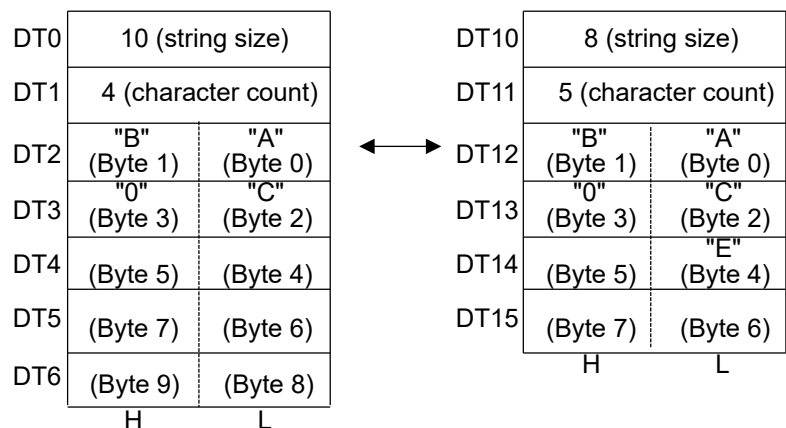 DT0 10 (string size)
DT1 4 (character count)
DT2 "B" "A"
(Byte 1) (Byte 0)
DT3 "0" "C"
(Byte 3) (Byte 2)
DT4 (Byte 5) (Byte 4)
DT5 (Byte 7) (Byte 6)
DT6 (Byte 9) (Byte 8)
H L
DT10 8 (string size)
DT11 5 (character count)
DT12 "B" "A"
(Byte 1) (Byte 0)
DT13 "0" "C"
(Byte 3) (Byte 2)
DT14 "E"
(Byte 5) (Byte 4)
DT15 (Byte 7) (Byte 6)
H L